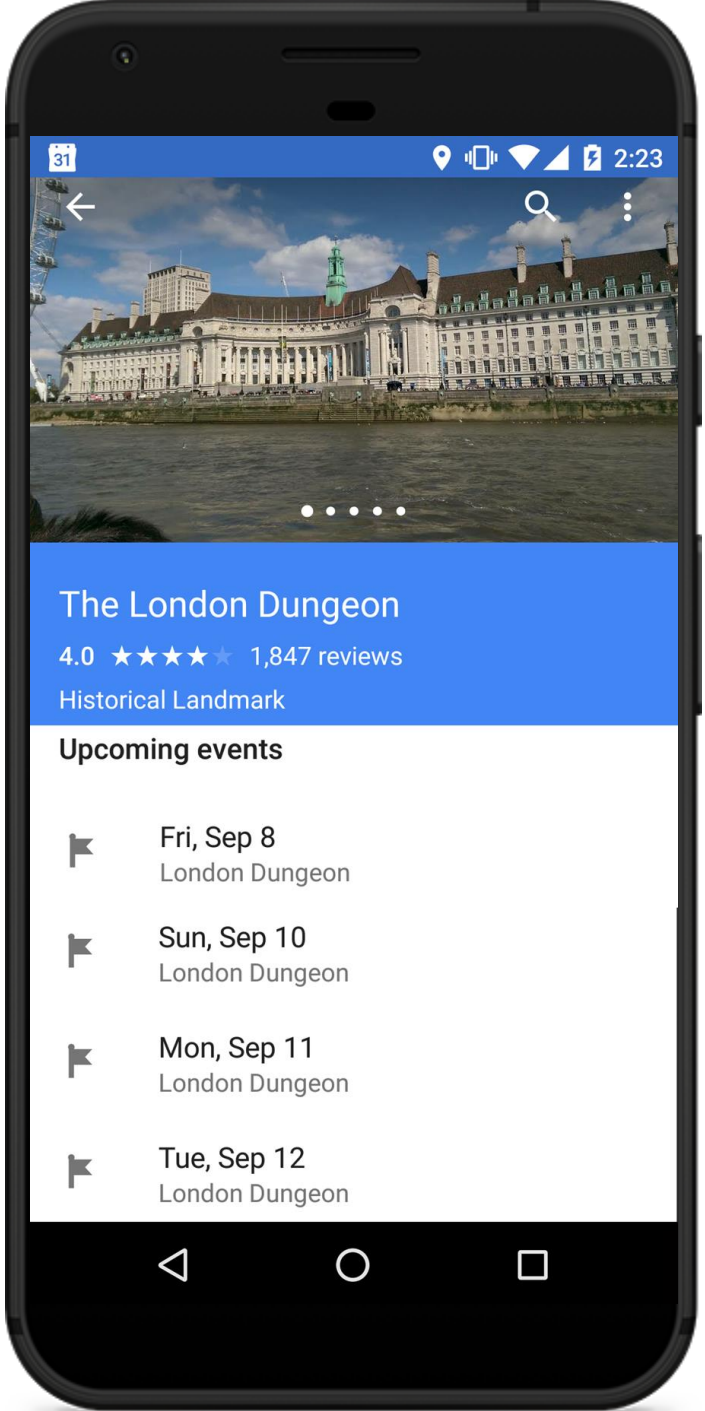 31 2:23
The London Dungeon
4.0 1,847 reviews
Historical Landmark
Upcoming events
Fri, Sep 8
London Dungeon
Sun, Sep 10
London Dungeon
Mon, Sep 11
London Dungeon
Tue, Sep 12
London Dungeon